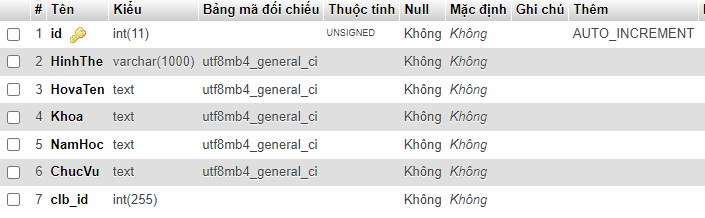 # Tên Kiểu Bảng mã đối chiếu Thuộc tính Null Mặc định Ghi chú Thêm
1 id int(11) UNSIGNED Không Không AUTO_INCREMENT
2 HinhThe varchar(1000) utf8mb4_general_ci Không Không
3 HovaTen text utf8mb4_general_ci Không Không
4 Khoa text utf8mb4_general_ci Không Không
5 NamHoc text utf8mb4_general_ci Không Không
6 ChucVu text utf8mb4_general_ci Không Không
7 clb_id int(255) Không Không